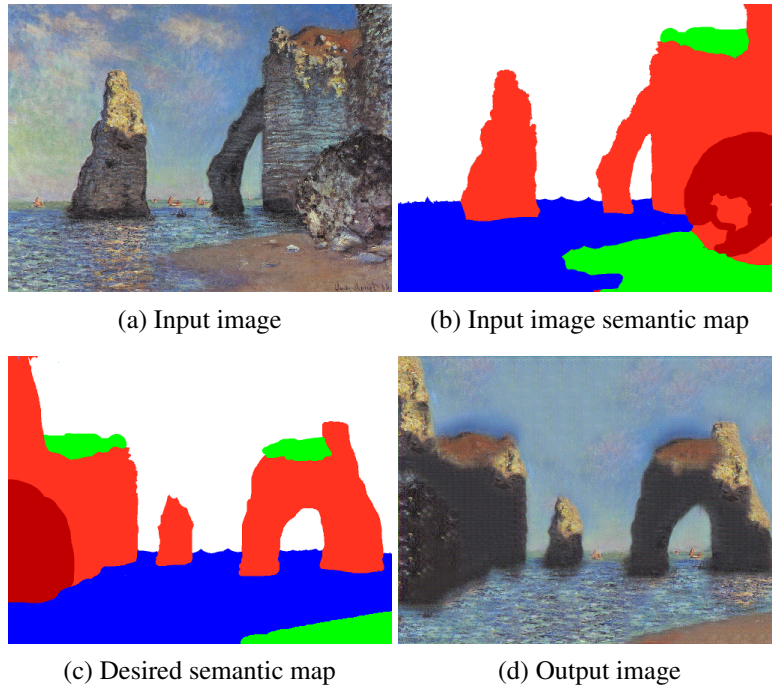 (a) Input image
(b) Input image semantic map
(c) Desired semantic map
(d) Output image